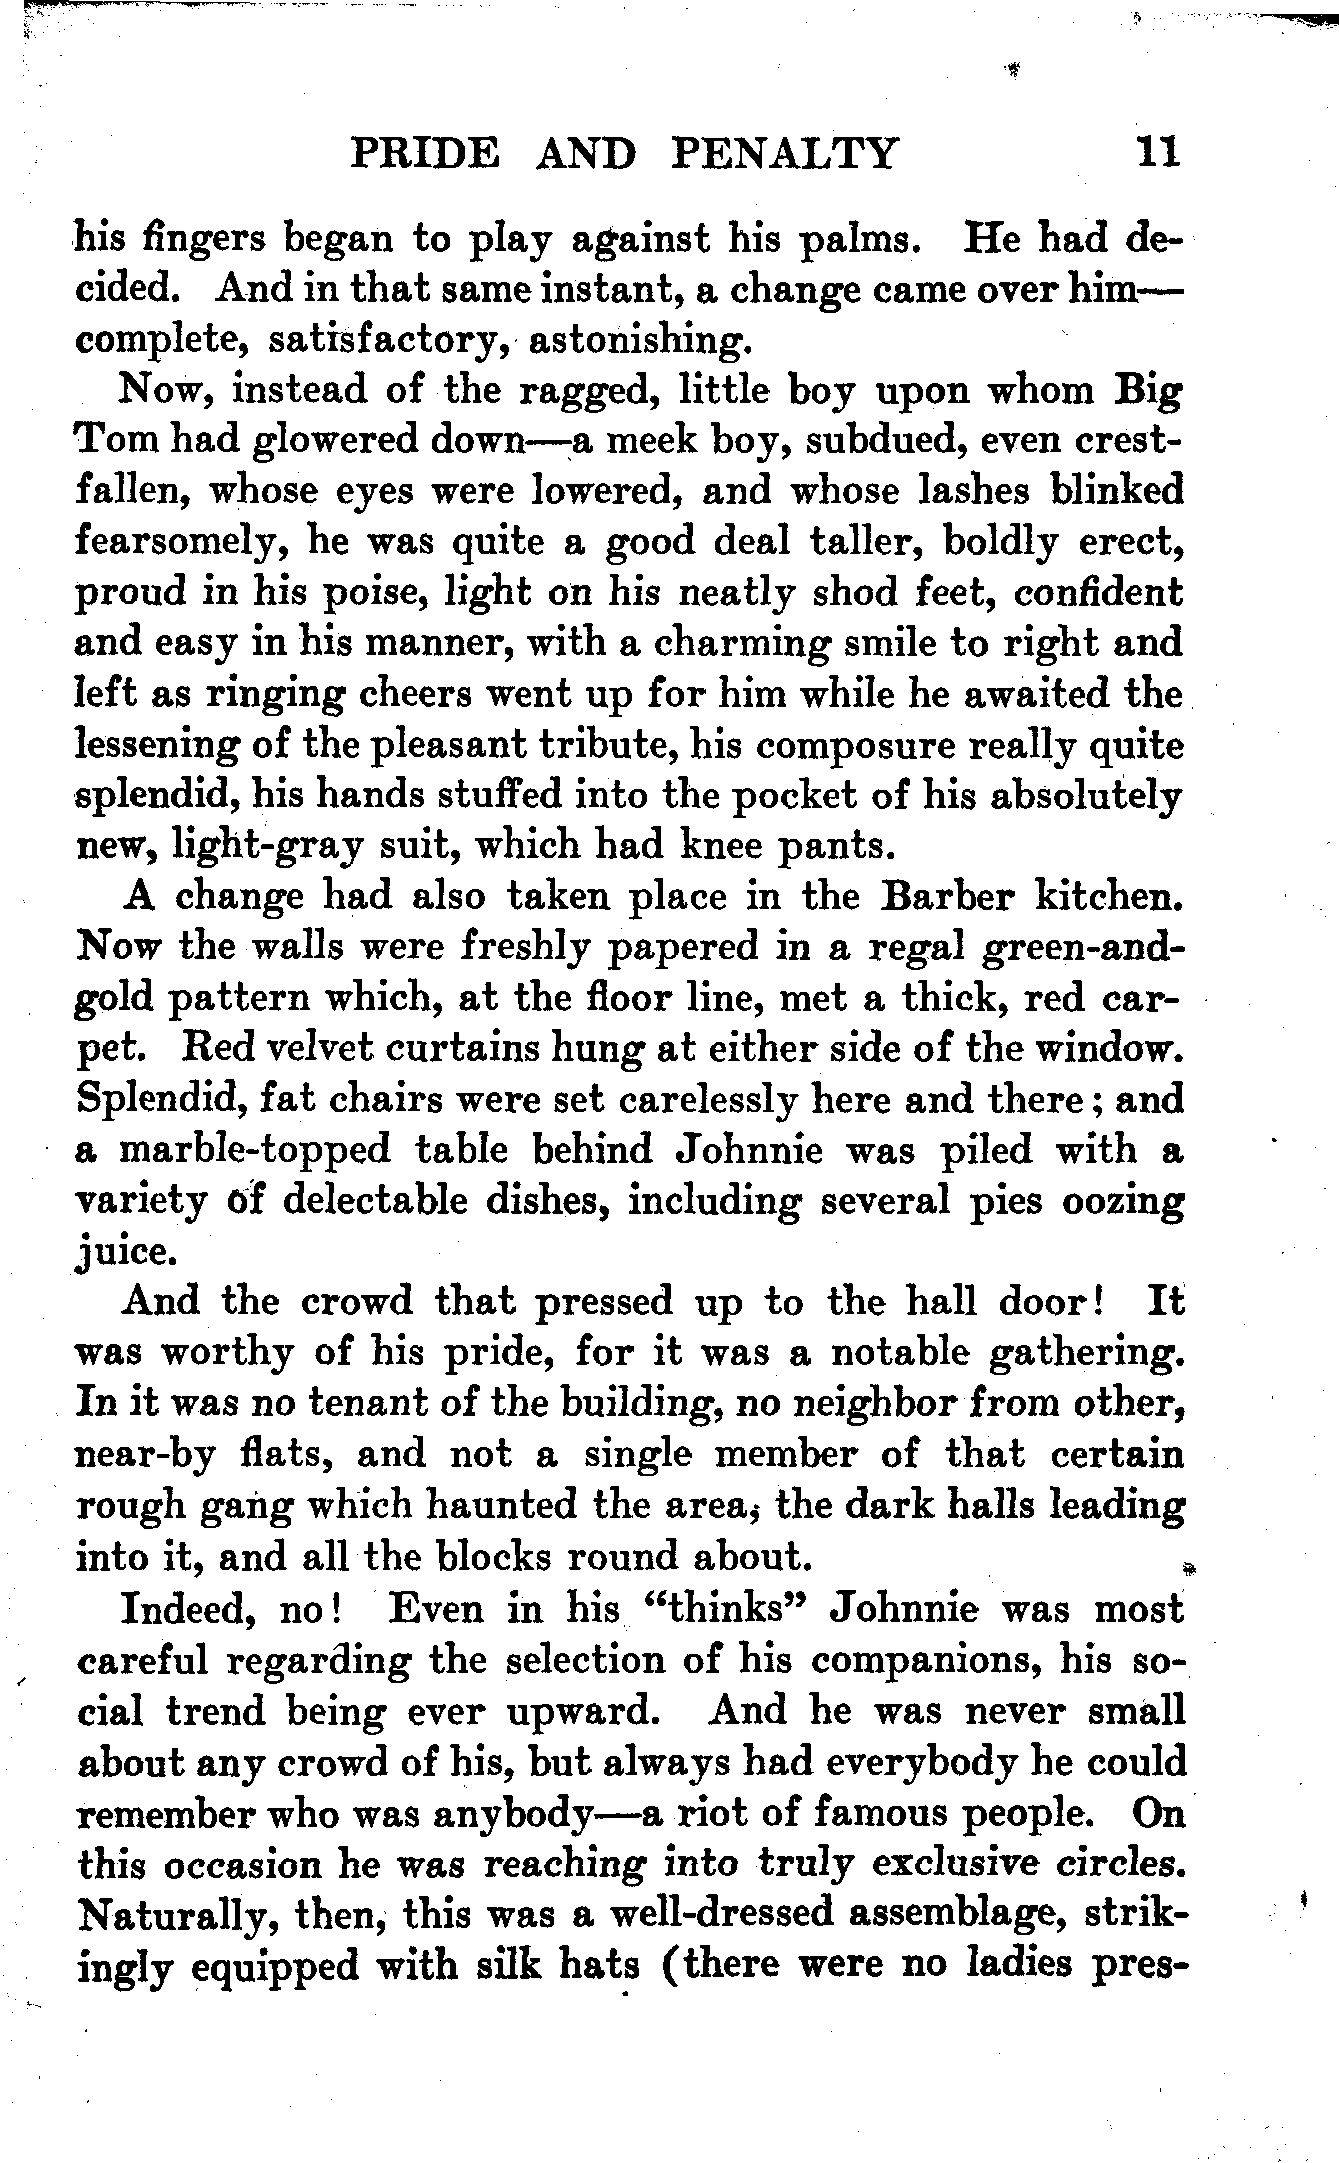 PRIDE AND PENALTY 11
his fingers began to play against his palms. He had de-
cided. And in that same instant, a change came over him—
complete, satisfactory, astonishing.
Now, instead of the ragged, little boy upon whom Big
Tom had glowered down—a meek boy, subdued, even crest-
fallen, whose eyes were lowered, and whose lashes blinked
fearsomely, he was quite a good deal taller, boldly erect,
proud in his poise, light on his neatly shod feet, confident
and easy in his manner, with a charming smile to right and
left as ringing cheers went up for him while he awaited the
lessening of the pleasant tribute, his composure really quite
splendid, his hands stuffed into the pocket of his absolutely
new, light-gray suit, which had knee pants.
A change had also taken place in the Barber kitchen.
Now the walls were freshly papered in a regal green-and-
gold pattern which, at the floor line, met a thick, red car-
pet. Red velvet curtains hung at either side of the window.
Splendid, fat chairs were set carelessly here and there; and
a marble-topped table behind Johnnie was piled with a
variety of delectable dishes, including several pies oozing
juice.
And the crowd that pressed up to the hall door! It
was worthy of his pride, for it was a notable gathering.
In it was no tenant of the building, no neighbor from other,
near-by flats, and not a single member of that certain
rough gang which haunted the area, the dark halls leading
into it, and all the blocks round about.
Indeed, no! Even in his "thinks" Johnnie was most
careful regarding the selection of his companions, his so-
cial trend being ever upward. And he was never small
about any crowd of his, but always had everybody he could
remember who was anybody—a riot of famous people. On
this occasion he was reaching into truly exclusive circles.
Naturally, then, this was a well-dressed assemblage, strik-
ingly equipped with silk hats (there were no ladies pres-